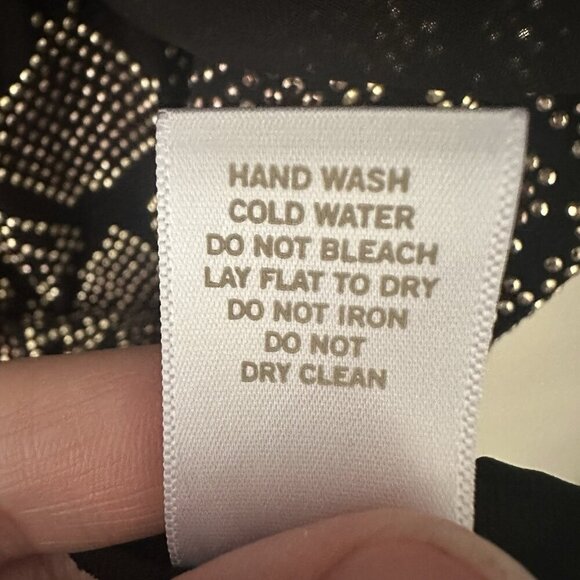 HAND WASH
COLD WATER
DO NOT BLEACH
LAY FLAT TO DRY
DO NOT IRON
DO NOT
DRY CLEAN